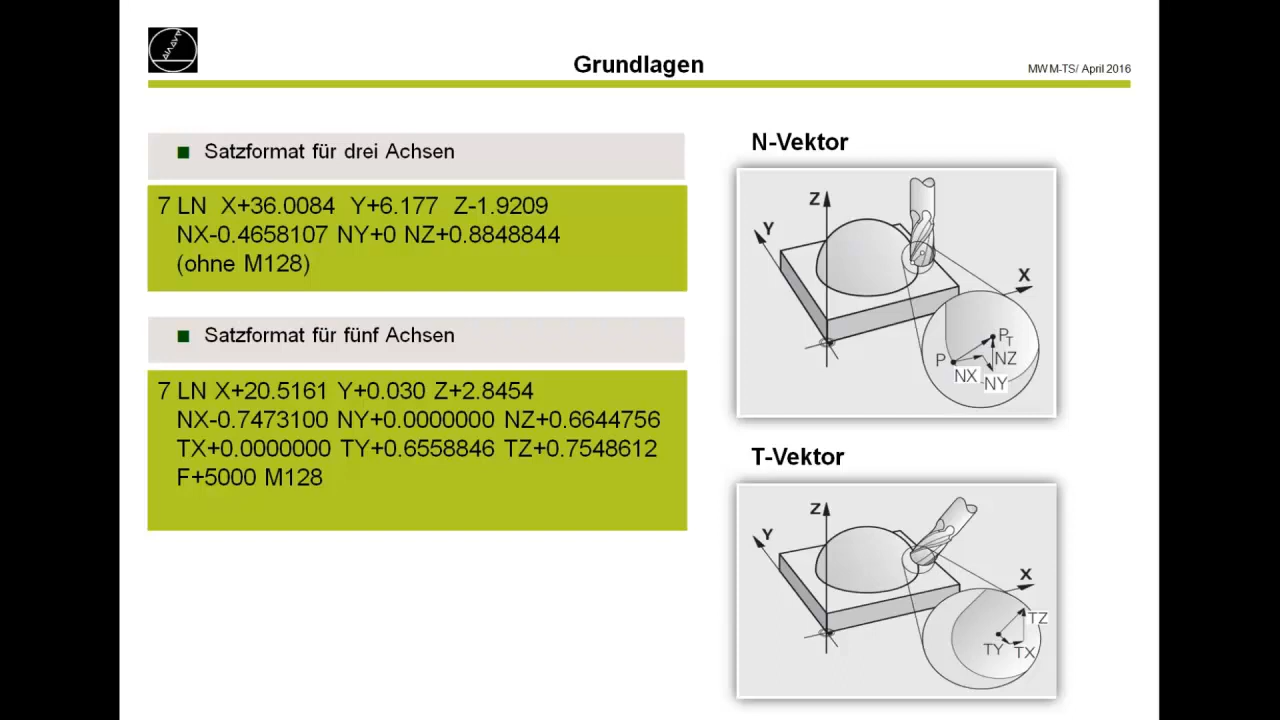 Grundlagen
MWM-TS/ April 2016
Satzformat für drei Achsen
7 LN X+36.0084 Y+6.177 Z-1.9209
NX-0.4658107 NY+0 NZ+0.8848844
(ohne M128)
Satzformat für fünf Achsen
7 LN X+20.5161 Y+0.030 Z+2.8454
NX-0.7473100 NY+0.0000000 NZ+0.6644756
TX+0.0000000 TY+0.6558846 TZ+0.7548612
F+5000 M128
N-Vektor
Z
Y
X
PT
P
NZ
NX
NY
T-Vektor
Z
Y
X
TZ
TY
TX